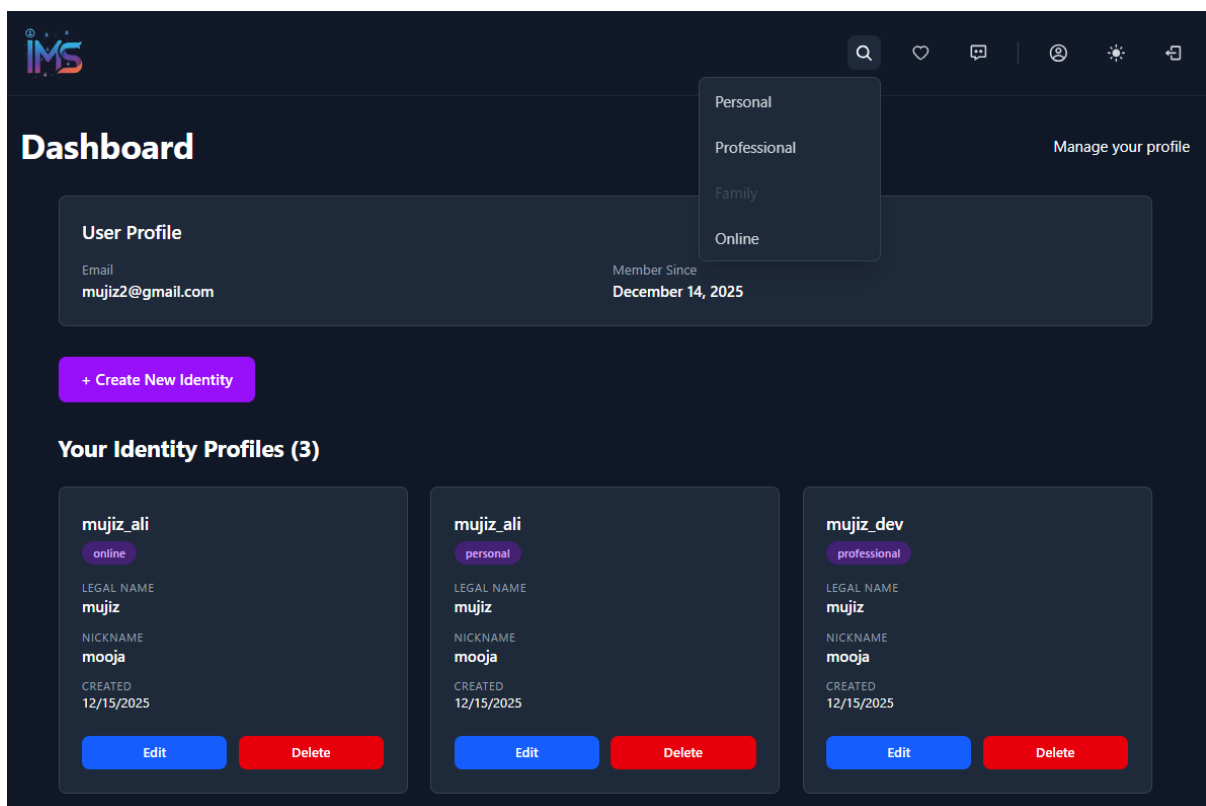 IMS
Personal
Professional
Family
Online
Dashboard
Manage your profile
User Profile
Email
mujiz2@gmail.com
Member Since
December 14, 2025
+ Create New Identity
Your Identity Profiles (3)
mujiz_ali
online
LEGAL NAME
mujiz
NICKNAME
mooja
CREATED
12/15/2025
Edit
Delete
mujiz_ali
personal
LEGAL NAME
mujiz
NICKNAME
mooja
CREATED
12/15/2025
Edit
Delete
mujiz_dev
professional
LEGAL NAME
mujiz
NICKNAME
mooja
CREATED
12/15/2025
Edit
Delete